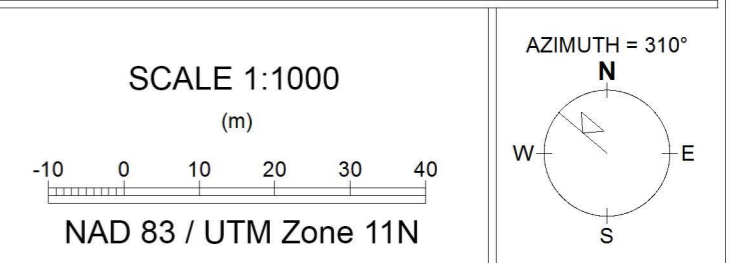 SCALE 1:1000
(m)
-10 0 10 20 30 40
NAD 83 / UTM Zone 11N
AZIMUTH = 310°
N
W E
S